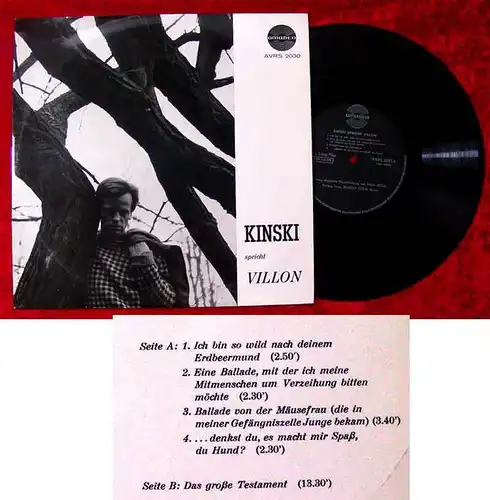 amadeo
AVRS 2030
KINSKI
spricht
VILLON
KINSKI SPRICHT VILLON
Seite A: 1. Ich bin so wild nach deinem
Erdbeermund (2.50')
2. Eine Ballade, mit der ich meine
Mitmenschen um Verzeihung bitten
möchte (2.30')
3. Ballade von der Mäusefrau (die in
meiner Gefängniszelle Junge bekam) (3.40')
4. . . . denkst du, es macht mir Spaß,
du Hund? (2.30')
Seite B: Das große Testament (13.30')